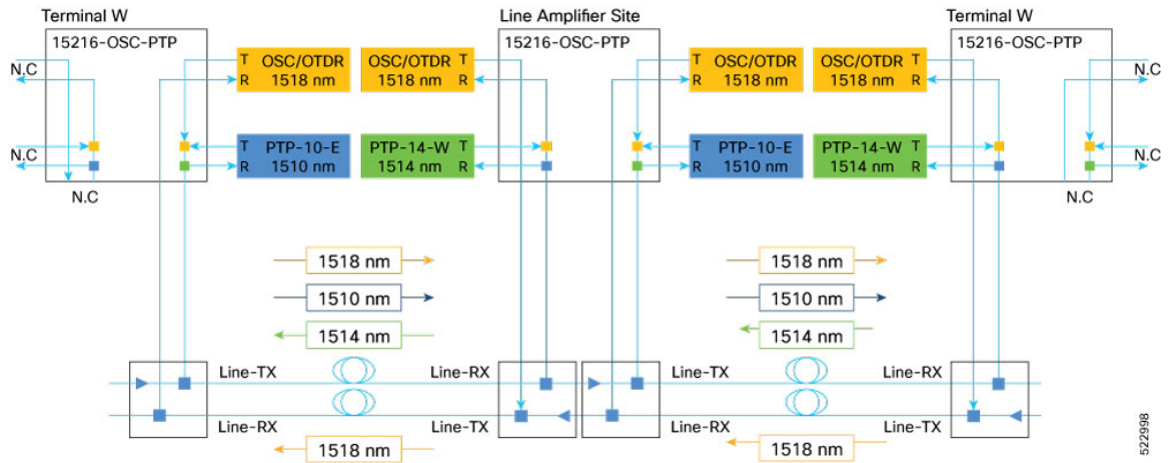 Terminal W
Line Amplifier Site
Terminal W
15216-OSC-PTP
15216-OSC-PTP
15216-OSC-PTP
N.C
N.C
N.C
OSC/OTDR T
1518 nm R
OSC/OTDR T
1518 nm R
OSC/OTDR T
1518 nm R
OSC/OTDR T
1518 nm R
N.C
N.C
N.C
PTP-10-E T
1510 nm R
PTP-14-W T
1514 nm R
PTP-10-E T
1510 nm R
PTP-14-W T
1514 nm R
1518 nm
1510 nm
1514 nm
1518 nm
1510 nm
1514 nm
Line-TX
Line-RX
Line-TX
Line-RX
Line-RX
Line-TX
Line-RX
Line-TX
1518 nm
1518 nm
522998